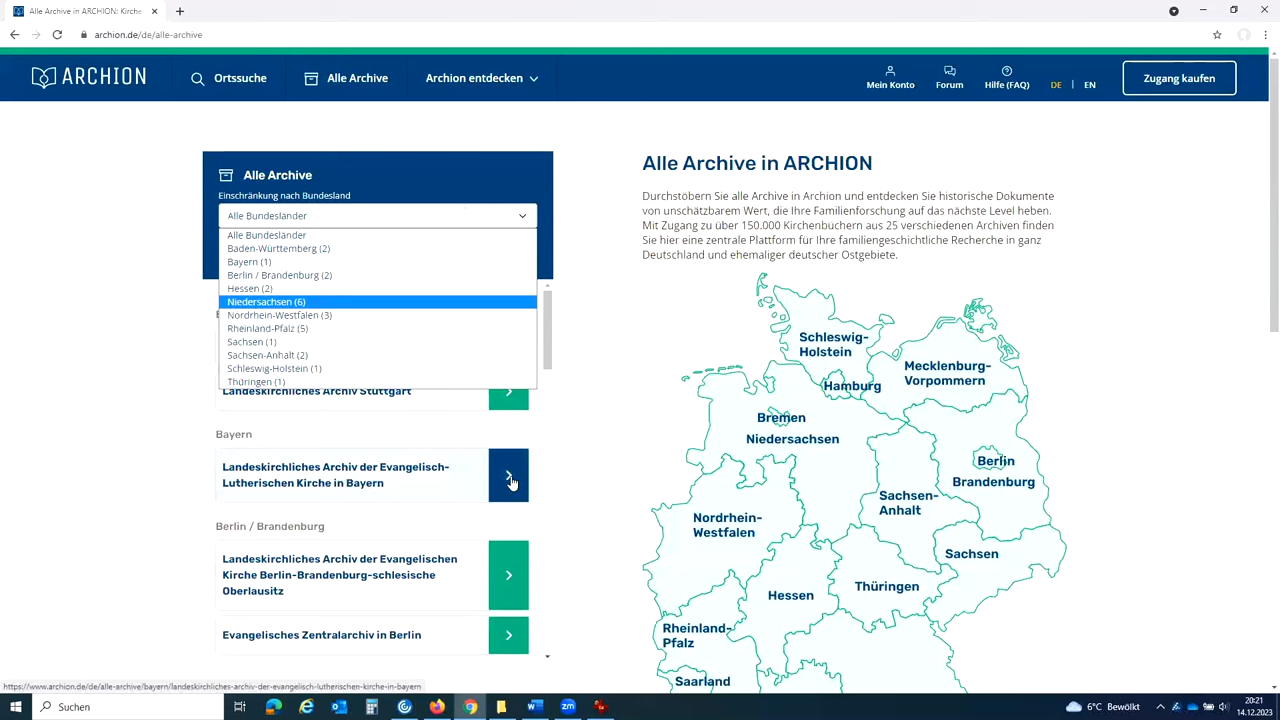 Alle Archive in ARCHION: Kirche
archion.de/de/alle-archive
ARCHION
Ortssuche
Alle Archive
Archion entdecken
Mein Konto
Forum
Hilfe (FAQ)
DE | EN
Zugang kaufen
Alle Archive
Einschränkung nach Bundesland
Alle Bundesländer
Alle Bundesländer
Baden-Württemberg (2)
Bayern (1)
Berlin / Brandenburg (2)
Hessen (2)
Niedersachsen (6)
Nordrhein-Westfalen (3)
Rheinland-Pfalz (5)
Sachsen (1)
Sachsen-Anhalt (2)
Schleswig-Holstein (1)
Thüringen (1)
Landeskirchliches Archiv Stuttgart
Bayern
Landeskirchliches Archiv der Evangelisch-
Lutherischen Kirche in Bayern
Berlin / Brandenburg
Landeskirchliches Archiv der Evangelischen
Kirche Berlin-Brandenburg-schlesische
Oberlausitz
Evangelisches Zentralarchiv in Berlin
Alle Archive in ARCHION
Durchstöbern Sie alle Archive in Archion und entdecken Sie historische Dokumente
von unschätzbarem Wert, die Ihre Familienforschung auf das nächste Level heben.
Mit Zugang zu über 150.000 Kirchenbüchern aus 25 verschiedenen Archiven finden
Sie hier eine zentrale Plattform für Ihre familiengeschichtliche Recherche in ganz
Deutschland und ehemaliger deutscher Ostgebiete.
Schleswig-
Holstein
Mecklenburg-
Vorpommern
Hamburg
Bremen
Niedersachsen
Berlin
Brandenburg
Sachsen-
Anhalt
Nordrhein-
Westfalen
Sachsen
Thüringen
Hessen
Rheinland-
Pfalz
Saarland
https://www.archion.de/de/alle-archive/bayern/landeskirchliches-archiv-der-evangelisch-lutherischen-kirche-in-bayern
Suchen
6°C Bewölkt
20:21
14.12.2023